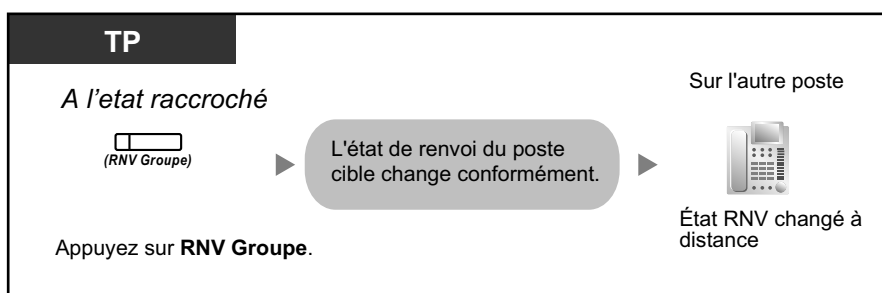 TP
A l’etat raccroché
(RNV Groupe)
Appuyez sur RNV Groupe.
L'état de renvoi du poste
cible change conformément.
Sur l'autre poste
État RNV changé à
distance